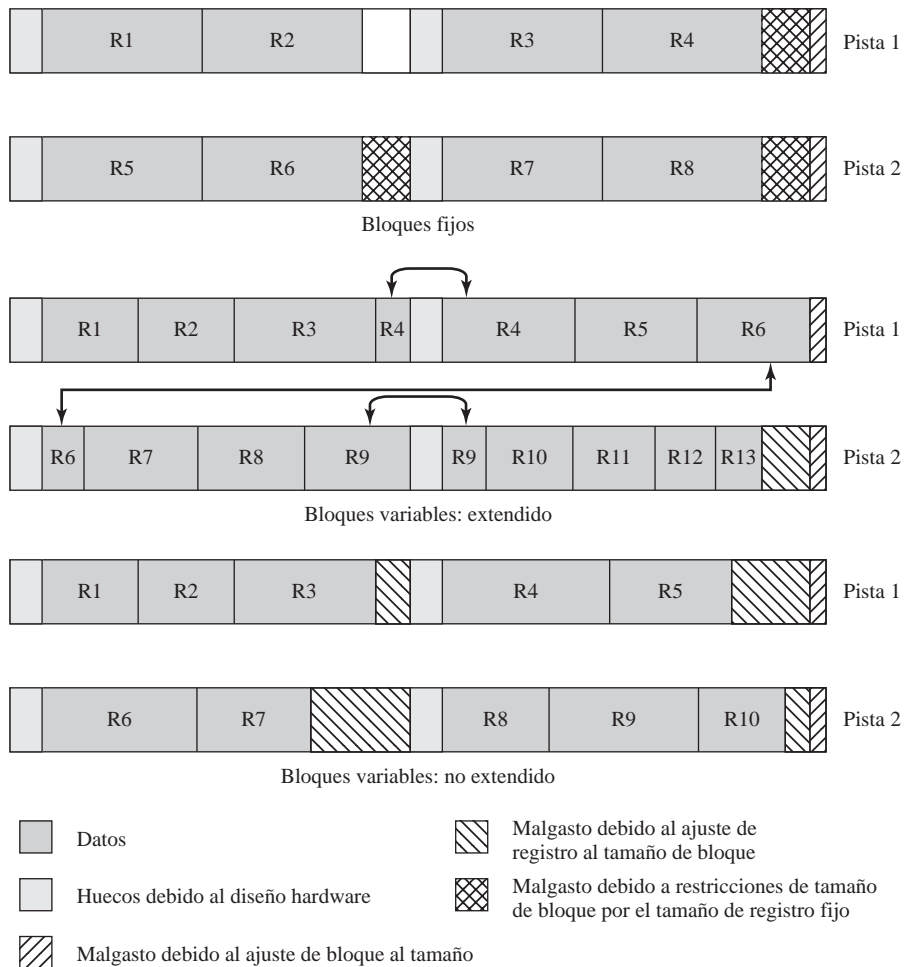 R1 R2 R3 R4 Pista 1
R5 R6 R7 R8 Pista 2
Bloques fijos
R1 R2 R3 R4 R4 R5 R6 Pista 1
R6 R7 R8 R9 R9 R10 R11 R12 R13 Pista 2
Bloques variables: extendido
R1 R2 R3 R4 R5 Pista 1
R6 R7 R8 R9 R10 Pista 2
Bloques variables: no extendido
Datos
Huecos debido al diseño hardware
Malgasto debido al ajuste de bloque al tamaño
Malgasto debido al ajuste de
registro al tamaño de bloque
Malgasto debido a restricciones de tamaño
de bloque por el tamaño de registro fijo